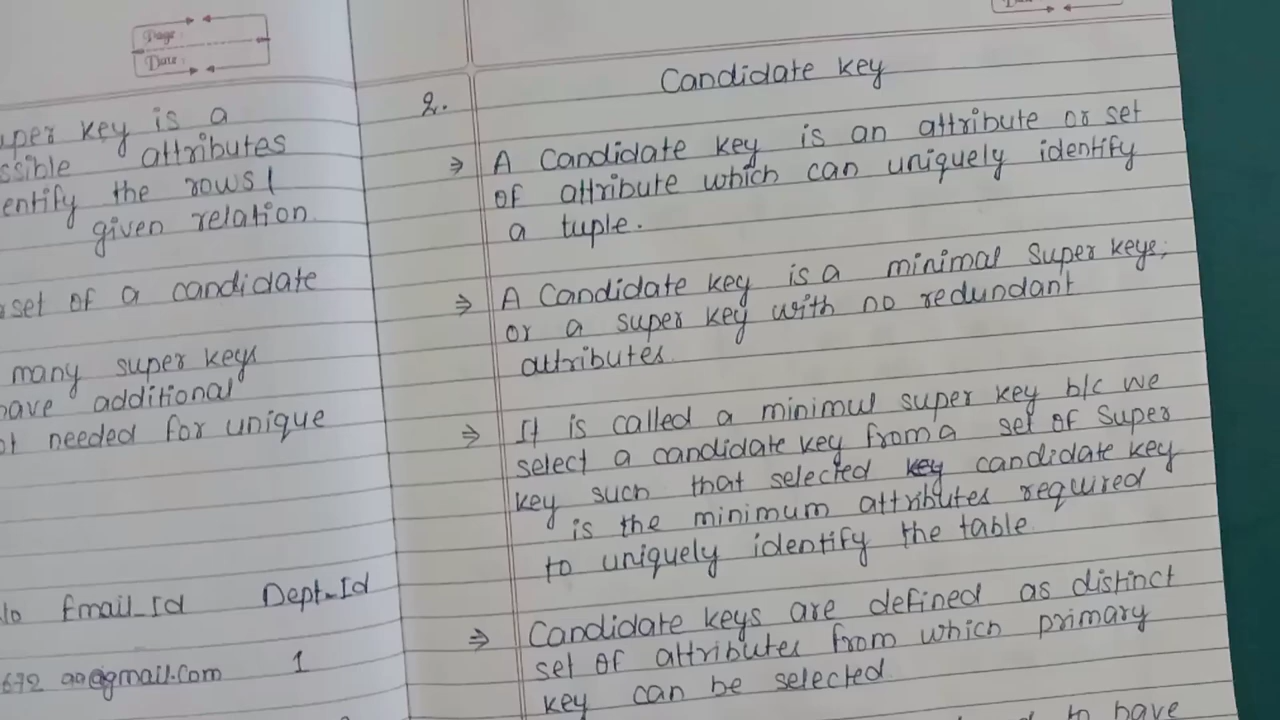 Page :
Date :
uper key is a
ssible attributes
entify the rows/
given relation.
set of a candidate
many super keys
have additional
ot needed for unique
Email_Id Dept_Id
672 aa@gmail.com 1
2. Candidate key
⇒ A Candidate key is an attribute or set
of attribute which can uniquely identify
a tuple.
⇒ A Candidate key is a minimal Super keys;
or a super key with no redundant
attributes.
⇒ It is called a minimul super key b/c we
select a candidate key from a set of Super
key such that selected key candidate key
is the minimum attributes required
to uniquely identify the table.
⇒ Candidate keys are defined as distinct
set of attributes from which primary
key can be selected.
to have